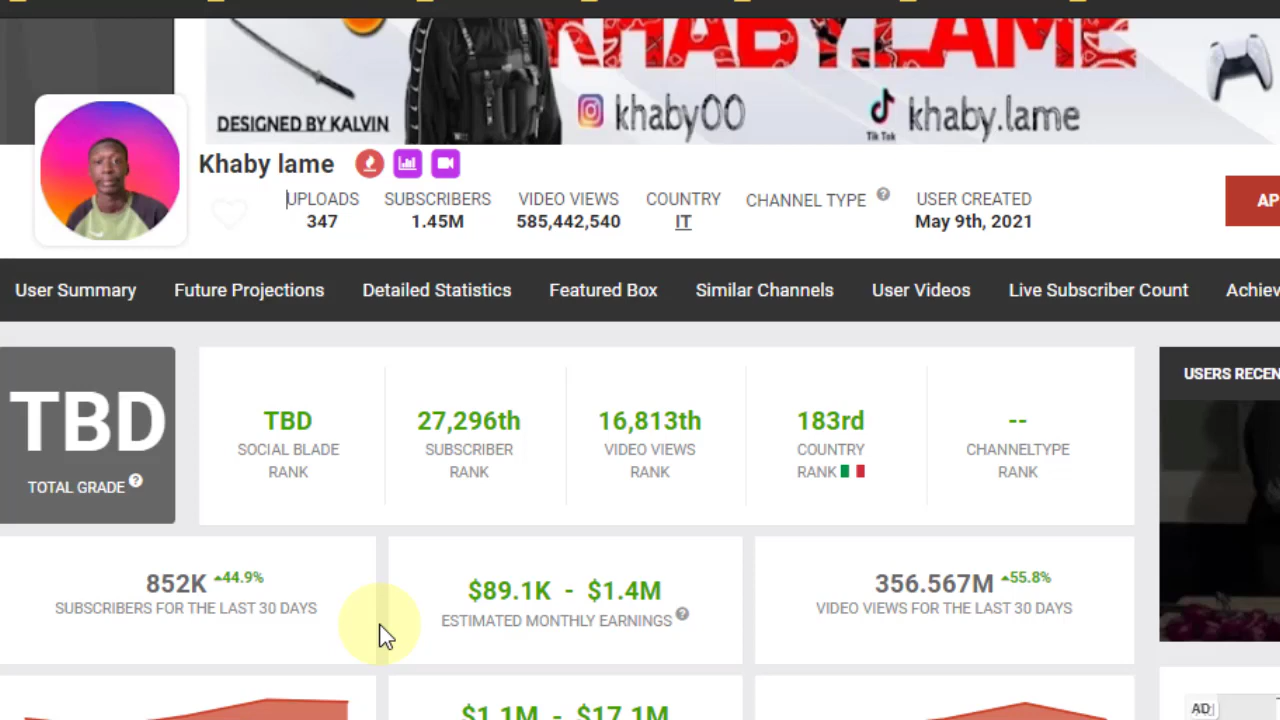 KHABY.LAME
DESIGNED BY KALVIN
khaby00
Tik Tok
khaby.lame
Khaby lame
UPLOADS
347
SUBSCRIBERS
1.45M
VIDEO VIEWS
585,442,540
COUNTRY
IT
CHANNEL TYPE ?
USER CREATED
May 9th, 2021
AP
User Summary
Future Projections
Detailed Statistics
Featured Box
Similar Channels
User Videos
Live Subscriber Count
Achiev
TBD
TOTAL GRADE ?
TBD
SOCIAL BLADE
RANK
27,296th
SUBSCRIBER
RANK
16,813th
VIDEO VIEWS
RANK
183rd
COUNTRY
RANK
--
CHANNELTYPE
RANK
USERS RECEN
852K 44.9%
SUBSCRIBERS FOR THE LAST 30 DAYS
$89.1K - $1.4M
ESTIMATED MONTHLY EARNINGS ?
356.567M 55.8%
VIDEO VIEWS FOR THE LAST 30 DAYS
$1.1M - $17.1M
AD